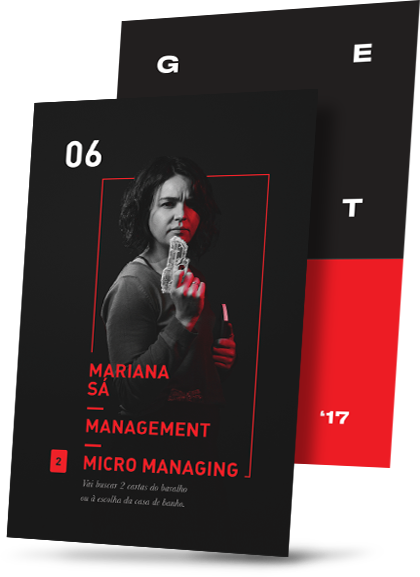 G E
T
'17
06
MARIANA
SÁ
MANAGEMENT
2 MICRO MANAGING
Vai buscar 2 cartas do baralho
ou à escolha da casa de banho.